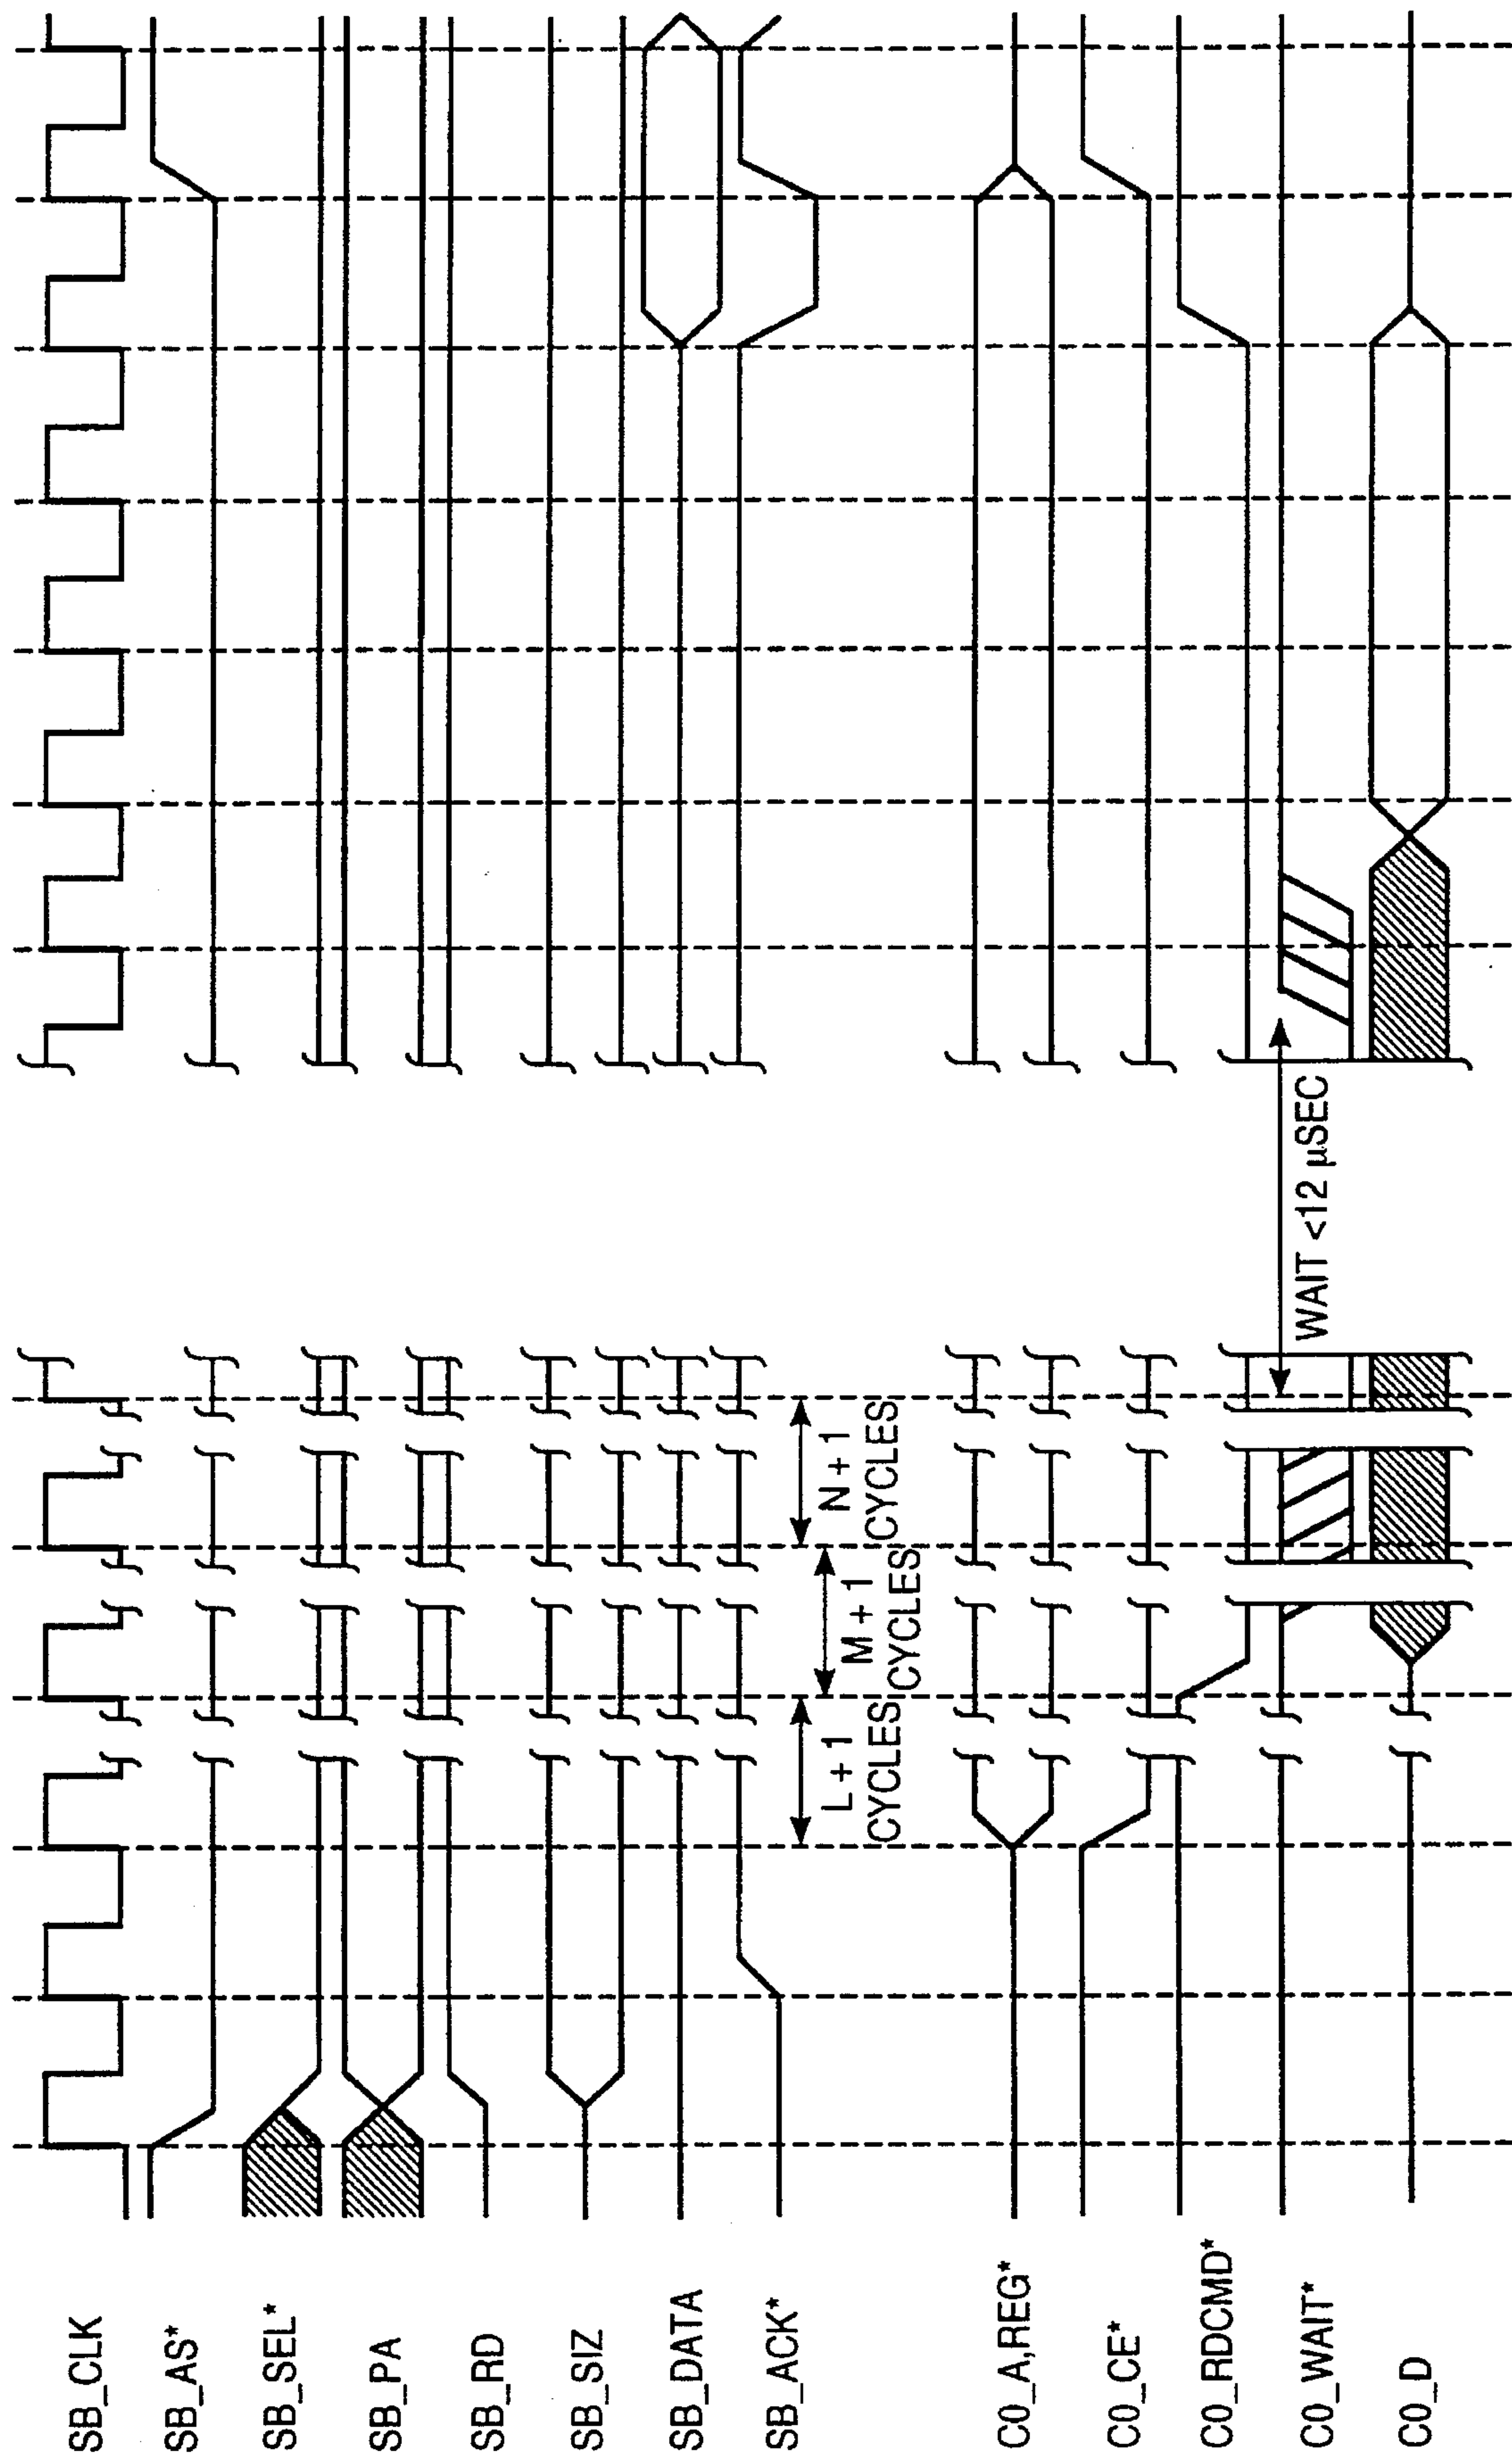 SB_CLK
SB_AS*
SB_SEL*
SB_PA
SB_RD
SB_SIZ
SB_DATA
SB_ACK*
L + 1
CYCLES
M + 1
CYCLES
N + 1
CYCLES
C0_A,REG*
C0_CE*
C0_RDCMD*
C0_WAIT*
WAIT <12 µSEC
C0_D